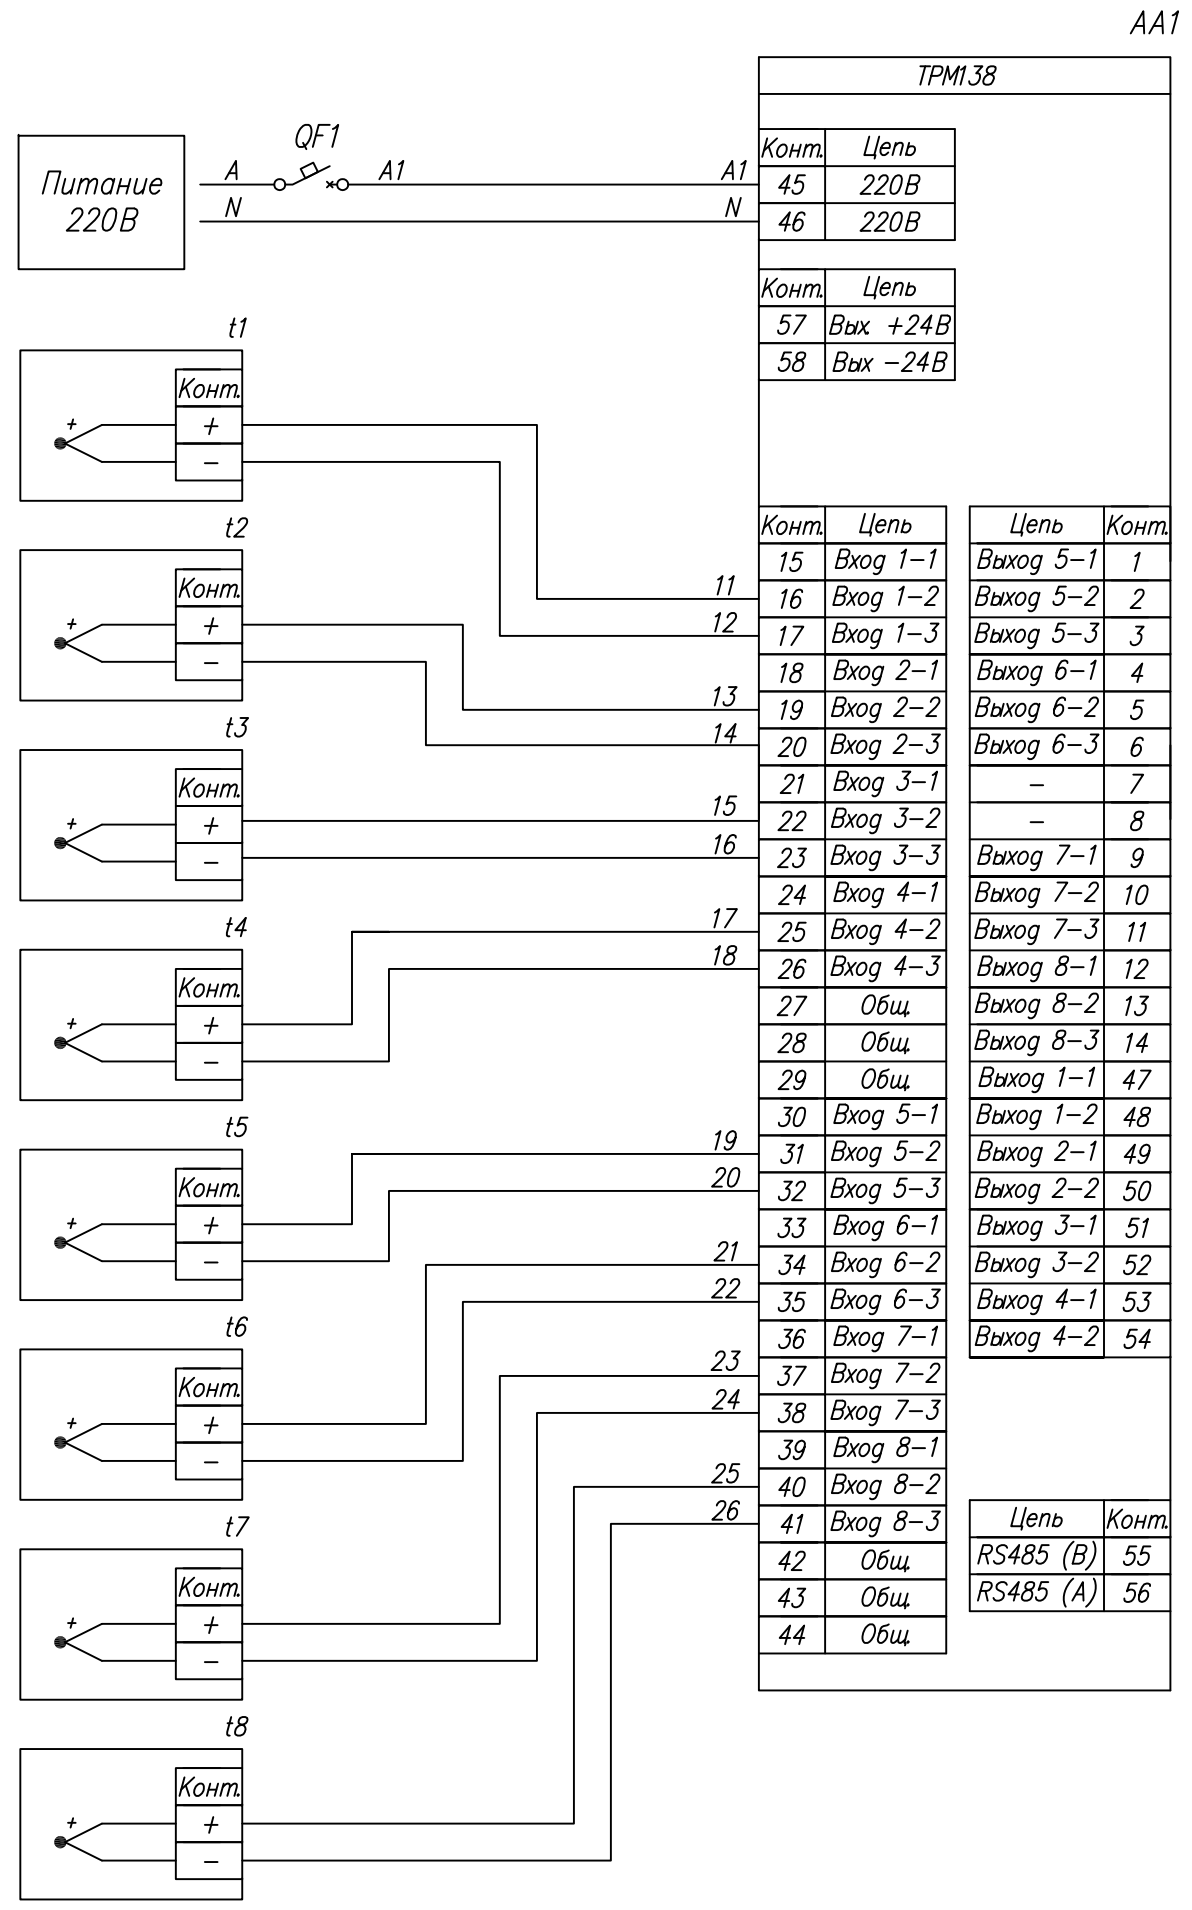 AA1
ТРМ138
QF1
Питание
220В
A
A1
A1
N
N
Конт. Цепь
45 220В
46 220В
Конт. Цепь
57 Вых. +24В
58 Вых −24В
t1
Конт.
+ +
−
t2
Конт.
+ +
−
t3
Конт.
+ +
−
t4
Конт.
+ +
−
t5
Конт.
+ +
−
t6
Конт.
+ +
−
t7
Конт.
+ +
−
t8
Конт.
+ +
−
11
12
13
14
15
16
17
18
19
20
21
22
23
24
25
26
Конт. Цепь
15 Вход 1−1
16 Вход 1−2
17 Вход 1−3
18 Вход 2−1
19 Вход 2−2
20 Вход 2−3
21 Вход 3−1
22 Вход 3−2
23 Вход 3−3
24 Вход 4−1
25 Вход 4−2
26 Вход 4−3
27 Общ.
28 Общ.
29 Общ.
30 Вход 5−1
31 Вход 5−2
32 Вход 5−3
33 Вход 6−1
34 Вход 6−2
35 Вход 6−3
36 Вход 7−1
37 Вход 7−2
38 Вход 7−3
39 Вход 8−1
40 Вход 8−2
41 Вход 8−3
42 Общ.
43 Общ.
44 Общ.
Цепь Конт.
Выход 5−1 1
Выход 5−2 2
Выход 5−3 3
Выход 6−1 4
Выход 6−2 5
Выход 6−3 6
− 7
− 8
Выход 7−1 9
Выход 7−2 10
Выход 7−3 11
Выход 8−1 12
Выход 8−2 13
Выход 8−3 14
Выход 1−1 47
Выход 1−2 48
Выход 2−1 49
Выход 2−2 50
Выход 3−1 51
Выход 3−2 52
Выход 4−1 53
Выход 4−2 54
Цепь Конт.
RS485 (B) 55
RS485 (A) 56